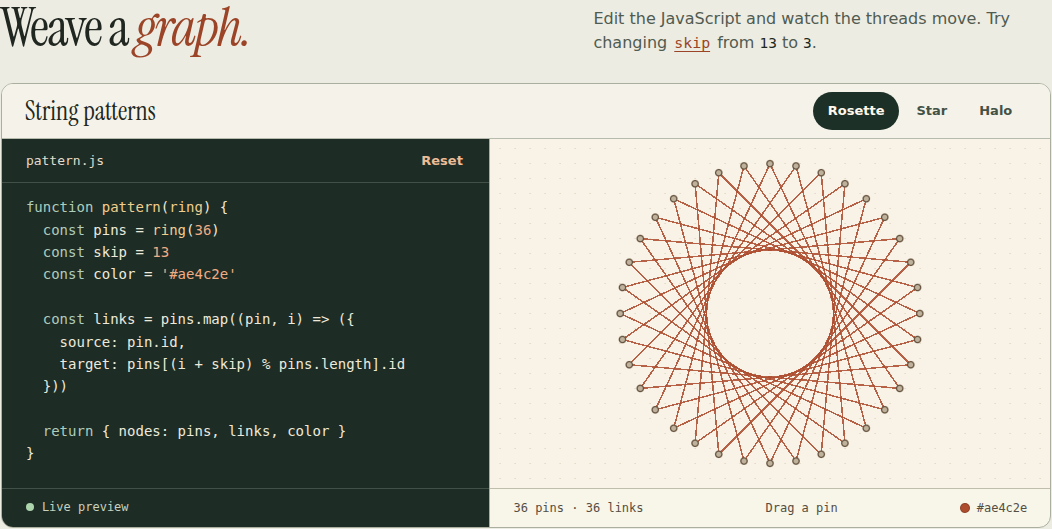 Weave a graph.
Edit the JavaScript and watch the threads move. Try
changing skip from 13 to 3.
String patterns
Rosette
Star
Halo
pattern.js
Reset
function pattern(ring) {
  const pins = ring(36)
  const skip = 13
  const color = '#ae4c2e'

  const links = pins.map((pin, i) => ({
    source: pin.id,
    target: pins[(i + skip) % pins.length].id
  }))

  return { nodes: pins, links, color }
}
Live preview
36 pins · 36 links
Drag a pin
#ae4c2e